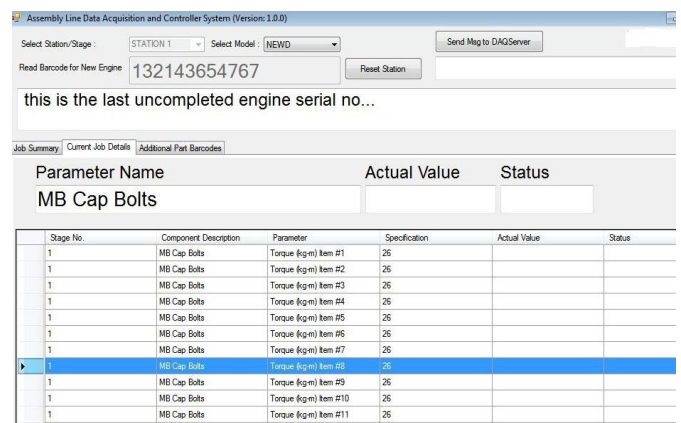 Assembly Line Data Acquisition and Controller System (Version: 1.0.0)
Select Station/Stage : STATION 1 Select Model : NEWD Send Msg to DAQServer
Read Barcode for New Engine 132143654767 Reset Station
this is the last uncompleted engine serial no...
Job Summary Current Job Details Additional Part Barcodes
Parameter Name Actual Value Status
MB Cap Bolts
Stage No. Component Description Parameter Specification Actual Value Status
1 MB Cap Bolts Torque (kg-m) Item #1 26
1 MB Cap Bolts Torque (kg-m) Item #2 26
1 MB Cap Bolts Torque (kg-m) Item #3 26
1 MB Cap Bolts Torque (kg-m) Item #4 26
1 MB Cap Bolts Torque (kg-m) Item #5 26
1 MB Cap Bolts Torque (kg-m) Item #6 26
1 MB Cap Bolts Torque (kg-m) Item #7 26
1 MB Cap Bolts Torque (kg-m) Item #8 26
1 MB Cap Bolts Torque (kg-m) Item #9 26
1 MB Cap Bolts Torque (kg-m) Item #10 26
1 MB Cap Bolts Torque (kg-m) Item #11 26